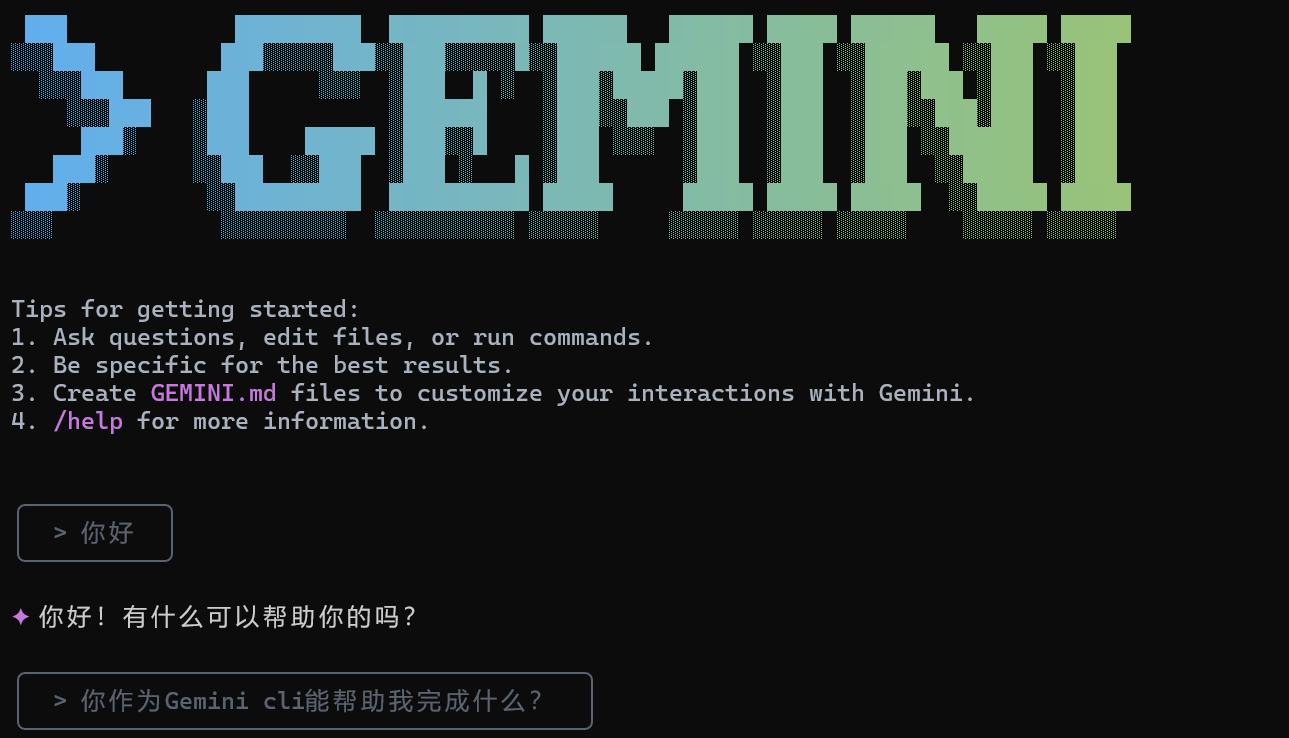 > GEMINI
Tips for getting started:
1. Ask questions, edit files, or run commands.
2. Be specific for the best results.
3. Create GEMINI.md files to customize your interactions with Gemini.
4. /help for more information.
> 你好
✦ 你好！有什么可以帮助你的吗？
> 你作为Gemini cli能帮助我完成什么？